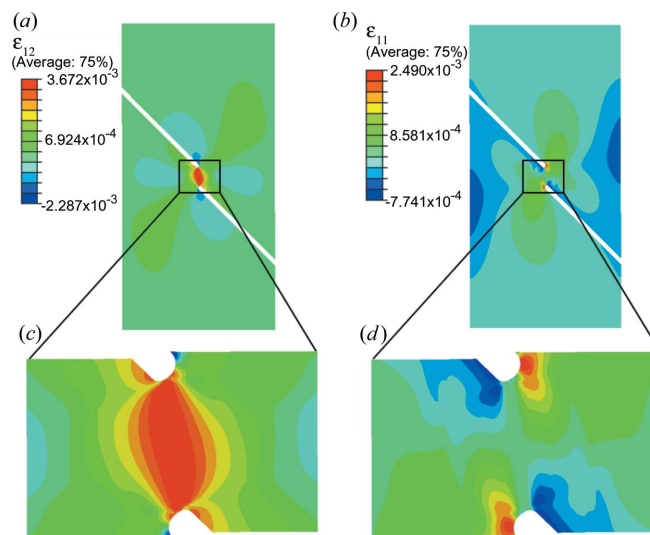 (a)
ε12
(Average: 75%)
3.672x10-3
6.924x10-4
-2.287x10-3
(b)
ε11
(Average: 75%)
2.490x10-3
8.581x10-4
-7.741x10-4
(c)
(d)